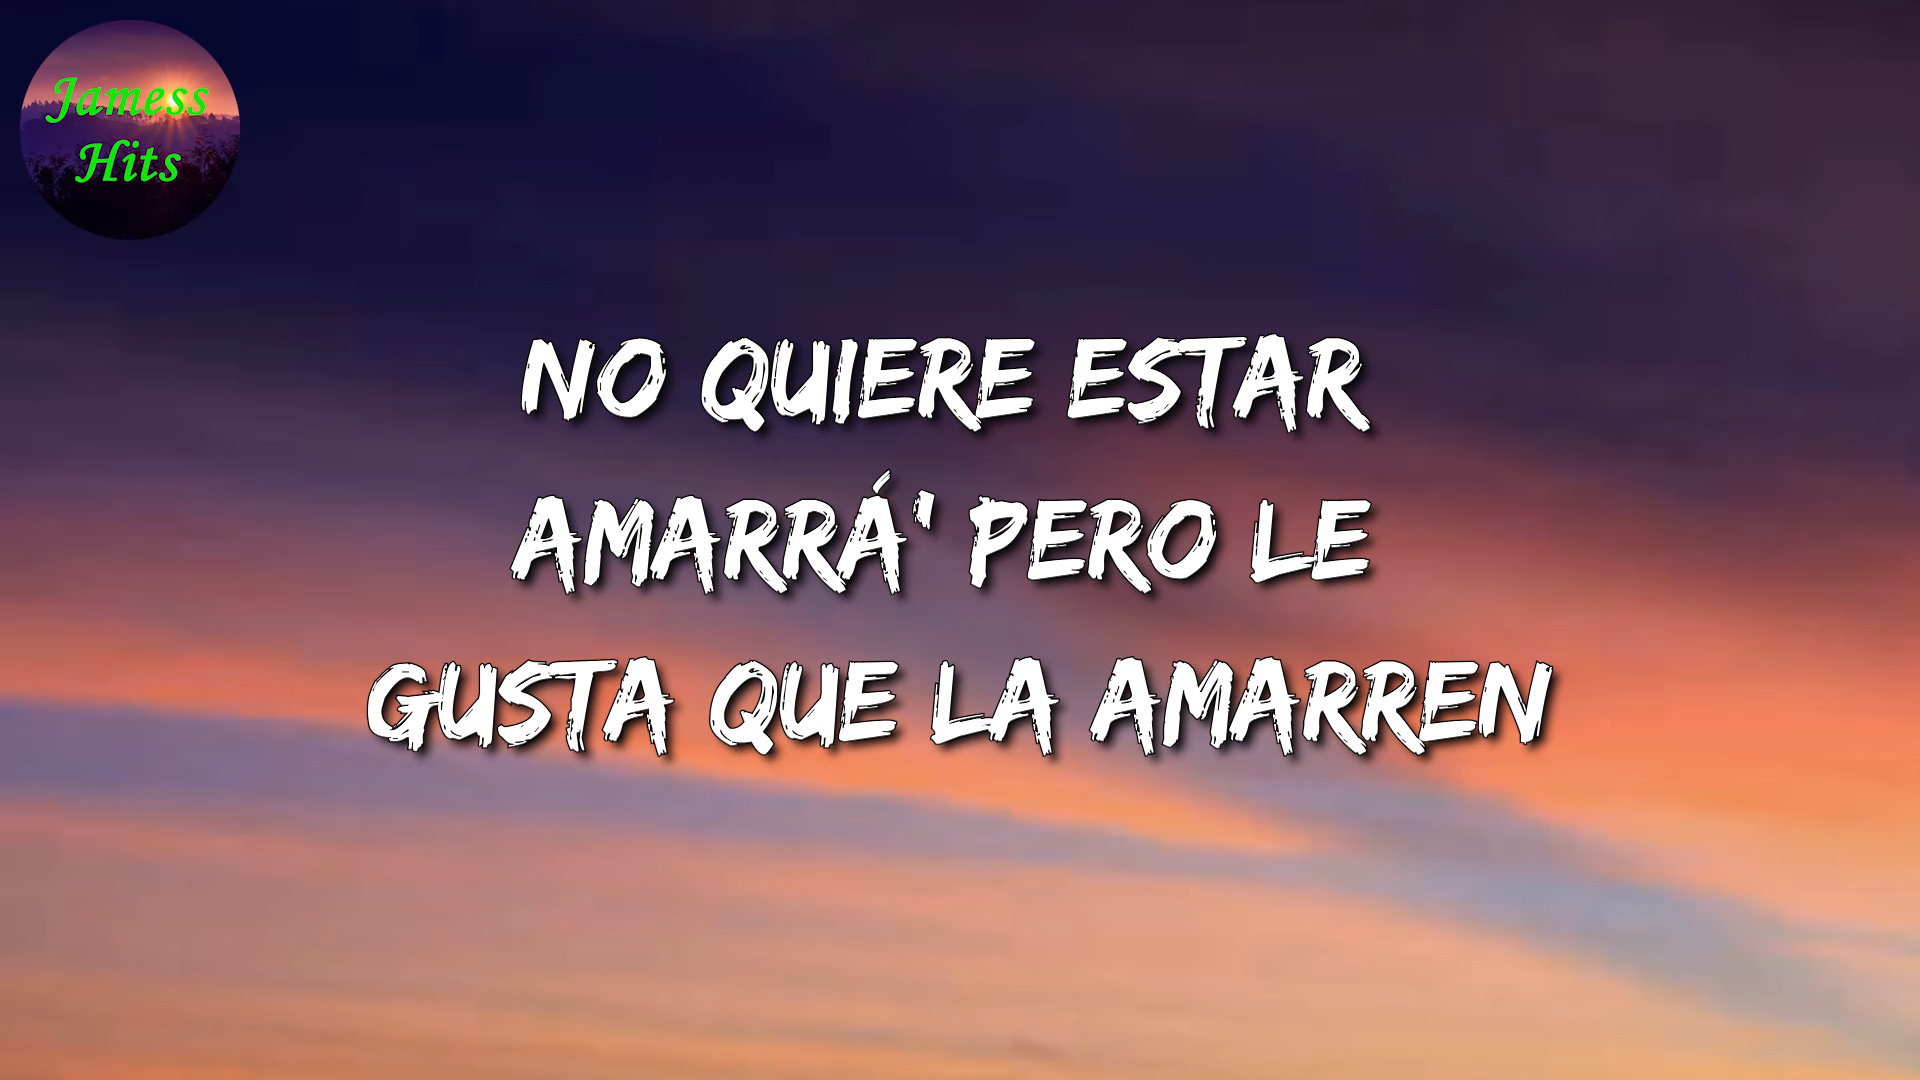 Jamess
Hits
NO QUIERE ESTAR
AMARRÁ' PERO LE
GUSTA QUE LA AMARREN